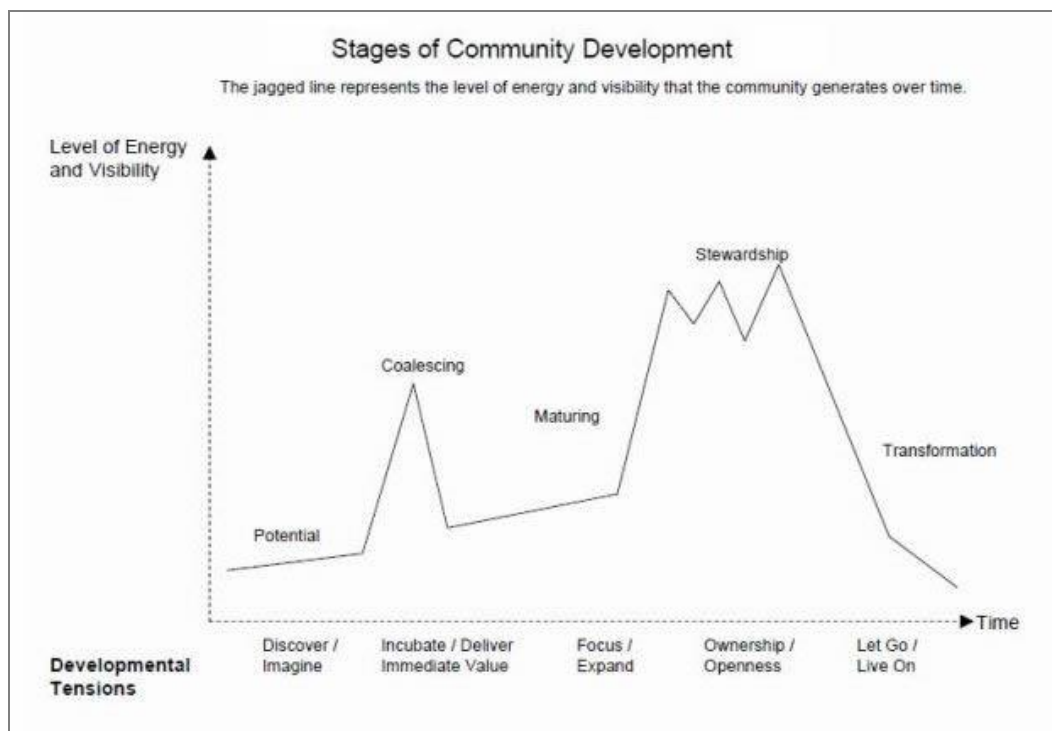 Stages of Community Development
The jagged line represents the level of energy and visibility that the community generates over time.
Level of Energy
and Visibility
Stewardship
Coalescing
Maturing
Transformation
Potential
Time
Discover /
Imagine
Incubate / Deliver
Immediate Value
Focus /
Expand
Ownership /
Openness
Let Go /
Live On
Developmental
Tensions